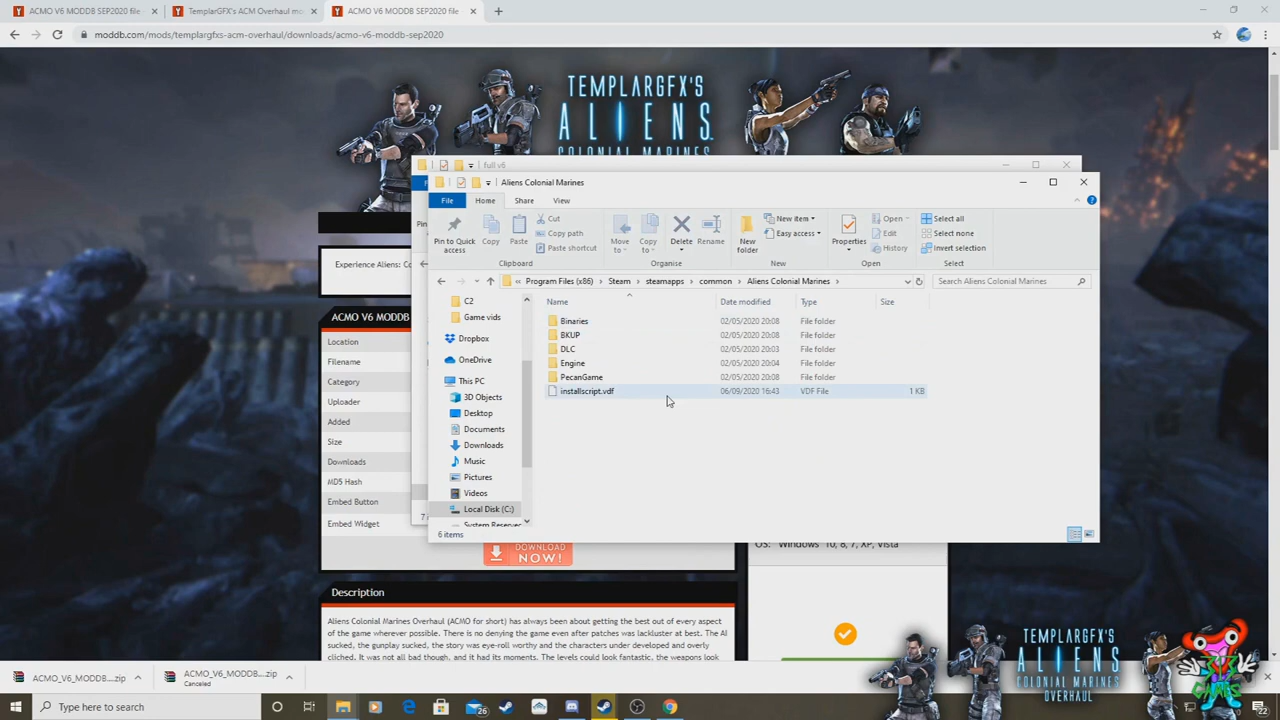 ACMO V6 MODDB SEP2020 file
TemplarGFX's ACM Overhaul mo
ACMO V6 MODDB SEP2020 file
moddb.com/mods/templargfxs-acm-overhaul/downloads/acmo-v6-moddb-sep2020
TEMPLARGFX'S
ALIENS
COLONIAL MARINES
full v6
Aliens Colonial Marines
File
Home
Share
View
Pin to Quick access
Copy
Paste
Cut
Copy path
Paste shortcut
Move to
Copy to
Delete
Rename
New folder
New item
Easy access
Properties
Open
Edit
History
Select all
Select none
Invert selection
Clipboard
Organise
New
Open
Select
« Program Files (x86) › Steam › steamapps › common › Aliens Colonial Marines ›
Search Aliens Colonial Marines
Name
Date modified
Type
Size
C2
Game vids
Dropbox
OneDrive
This PC
3D Objects
Desktop
Documents
Downloads
Music
Pictures
Videos
Local Disk (C:)
System Reserved
Binaries 02/05/2020 20:08 File folder
BKUP 02/05/2020 20:08 File folder
DLC 02/05/2020 20:03 File folder
Engine 02/05/2020 20:04 File folder
PecanGame 02/05/2020 20:08 File folder
installscript.vdf 06/09/2020 16:43 VDF File 1 KB
6 items
Experience Aliens: Co
ACMO V6 MODDB
Location
Filename
Category
Uploader
Added
Size
Downloads
MD5 Hash
Embed Button
Embed Widget
DOWNLOAD NOW!
OS: Windows 10, 8, 7, XP, Vista
Description
Aliens Colonial Marines Overhaul (ACMO for short) has always been about getting the best out of every aspect
of the game wherever possible. There is no denying the game even after patches was lackluster at best. The AI
sucked, the gunplay sucked, the story was eye-roll worthy and the characters under developed and overly
cliched. It was not all bad though, and it had its moments. The levels could look fantastic, the weapons look
TEMPLARGFX'S
ALIENS
COLONIAL MARINES
OVERHAUL
ACMO_V6_MODDB....zip
ACMO_V6_MODDB....zip
Canceled
Type here to search
26
22